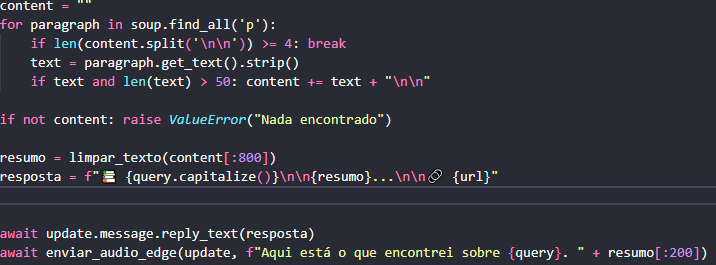 content = ""
for paragraph in soup.find_all('p'):
    if len(content.split('\n\n')) >= 4: break
    text = paragraph.get_text().strip()
    if text and len(text) > 50: content += text + "\n\n"

if not content: raise ValueError("Nada encontrado")

resumo = limpar_texto(content[:800])
resposta = f"📚 {query.capitalize()}\n\n{resumo}...\n\n🔗 {url}"

await update.message.reply_text(resposta)
await enviar_audio_edge(update, f"Aqui está o que encontrei sobre {query}. " + resumo[:200])